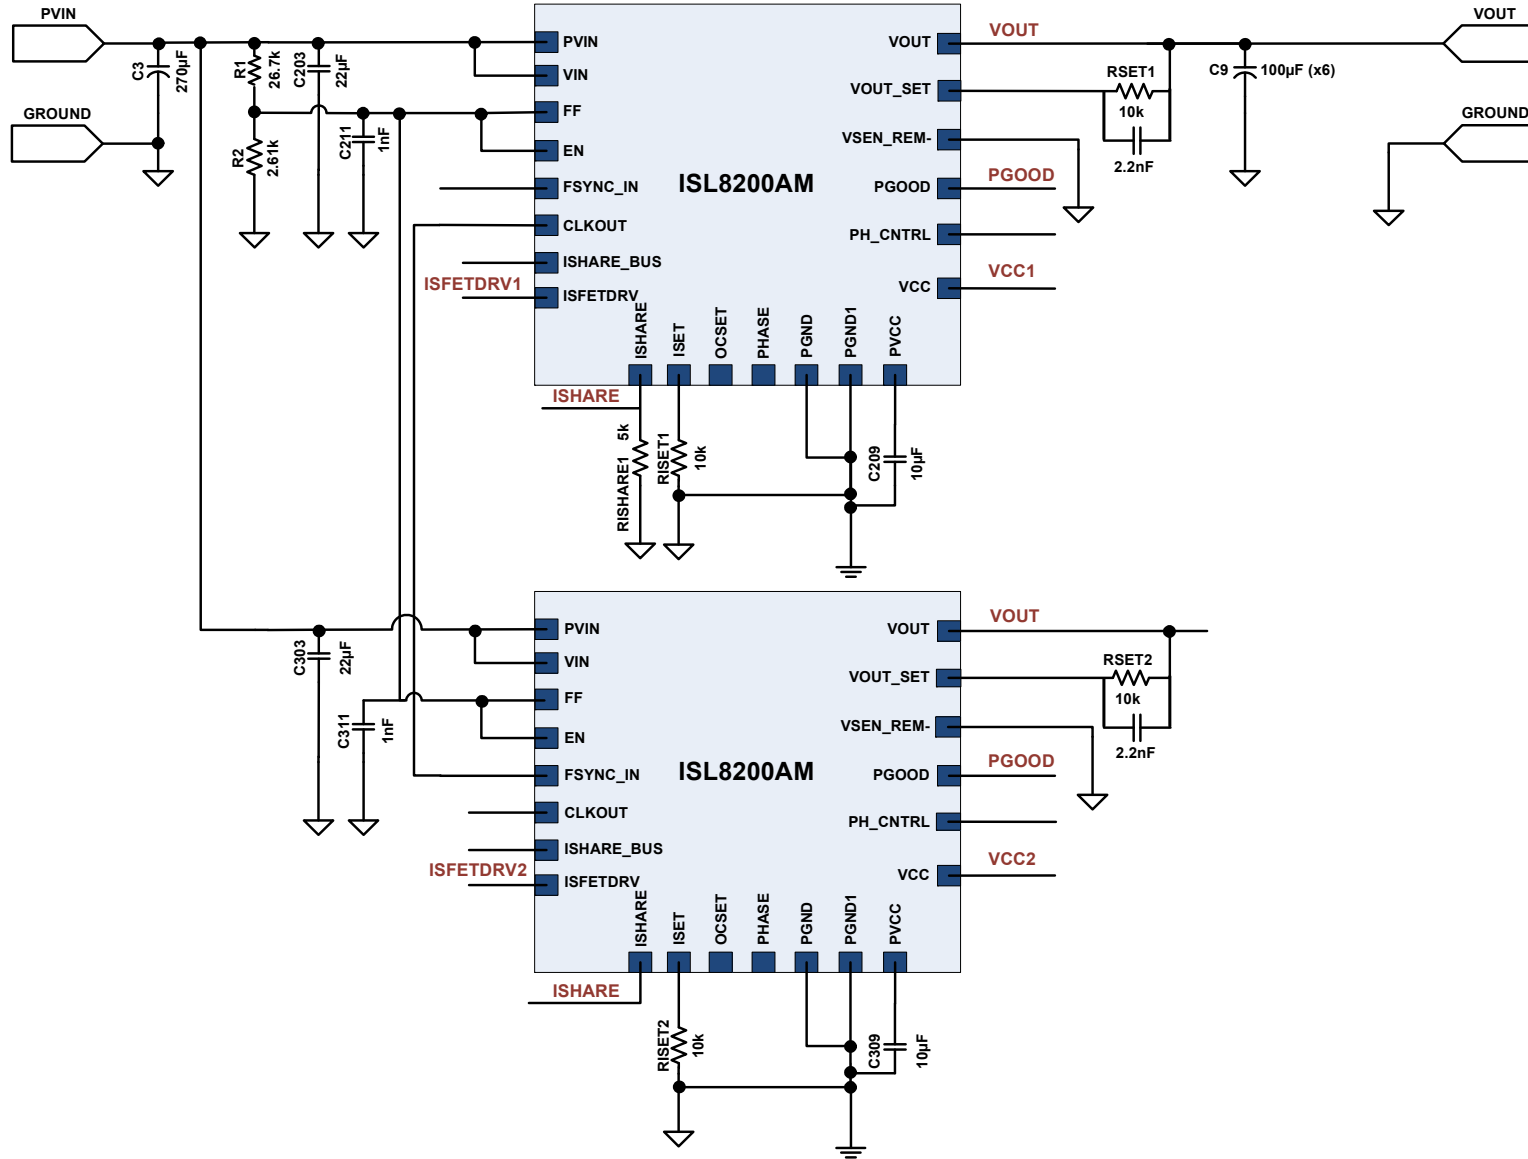 PVIN
GROUND
C3
270µF
R1
26.7k
C203
22µF
R2
2.61k
C211
1nF
PVIN
VIN
FF
EN
FSYNC_IN
CLKOUT
ISHARE_BUS
ISFETDRV
ISFETDRV1
ISL8200AM
VOUT
VOUT_SET
VSEN_REM-
PGOOD
PH_CNTRL
VCC
ISHARE
ISET
OCSET
PHASE
PGND
PGND1
PVCC
VOUT
PGOOD
VCC1
RSET1
10k
2.2nF
C9
100µF (x6)
VOUT
GROUND
ISHARE
RISHARE1
5k
RISET1
10k
C209
10µF
C303
22µF
C311
1nF
PVIN
VIN
FF
EN
FSYNC_IN
CLKOUT
ISHARE_BUS
ISFETDRV
ISFETDRV2
ISL8200AM
VOUT
VOUT_SET
VSEN_REM-
PGOOD
PH_CNTRL
VCC
ISHARE
ISET
OCSET
PHASE
PGND
PGND1
PVCC
VOUT
PGOOD
VCC2
RSET2
10k
2.2nF
ISHARE
RISET2
10k
C309
10µF